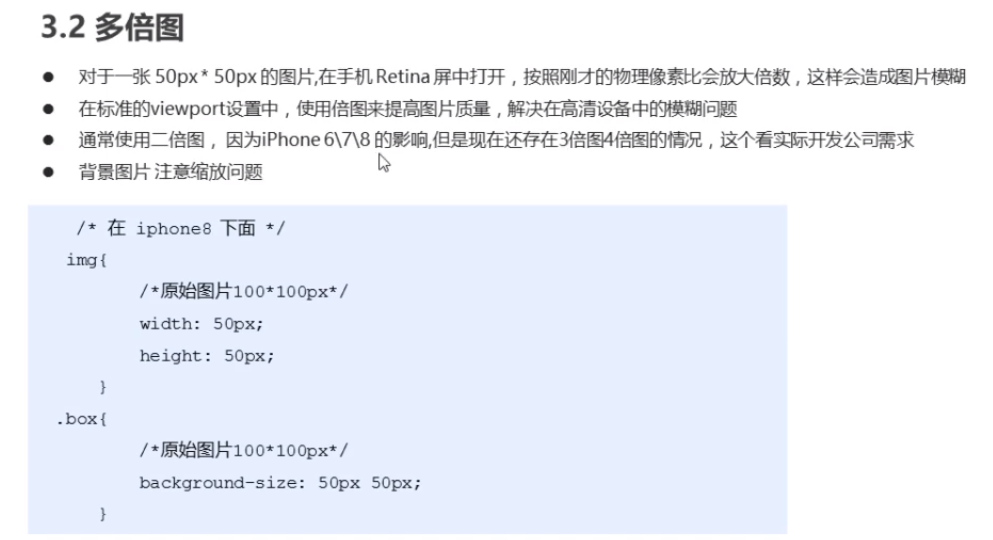 3.2 多倍图
● 对于一张 50px * 50px 的图片,在手机 Retina 屏中打开，按照刚才的物理像素比会放大倍数，这样会造成图片模糊
● 在标准的viewport设置中，使用倍图来提高图片质量，解决在高清设备中的模糊问题
● 通常使用二倍图， 因为iPhone 6\7\8 的影响,但是现在还存在3倍图4倍图的情况，这个看实际开发公司需求
● 背景图片 注意缩放问题
/* 在 iphone8 下面 */
img{
/*原始图片100*100px*/
width: 50px;
height: 50px;
}
.box{
/*原始图片100*100px*/
background-size: 50px 50px;
}